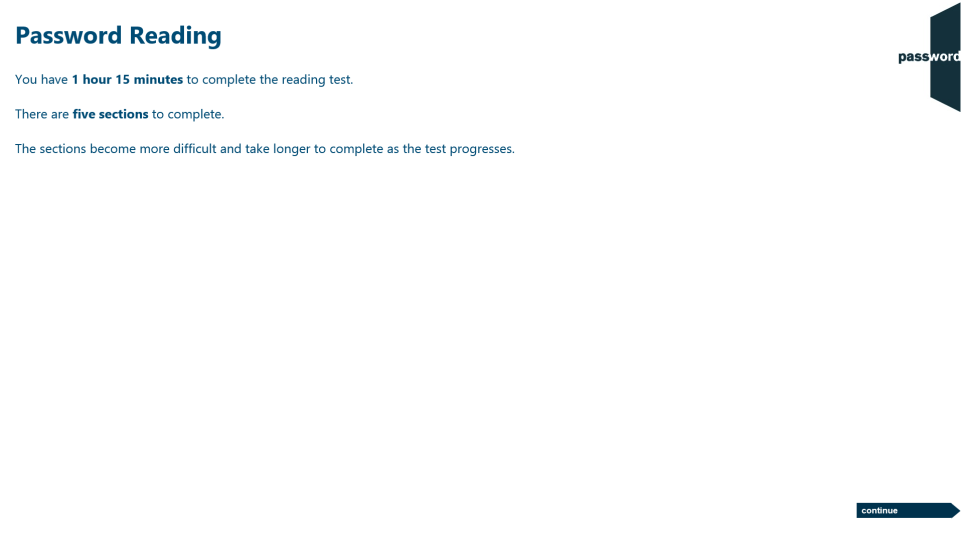 Password Reading
password
You have 1 hour 15 minutes to complete the reading test.
There are five sections to complete.
The sections become more difficult and take longer to complete as the test progresses.
continue